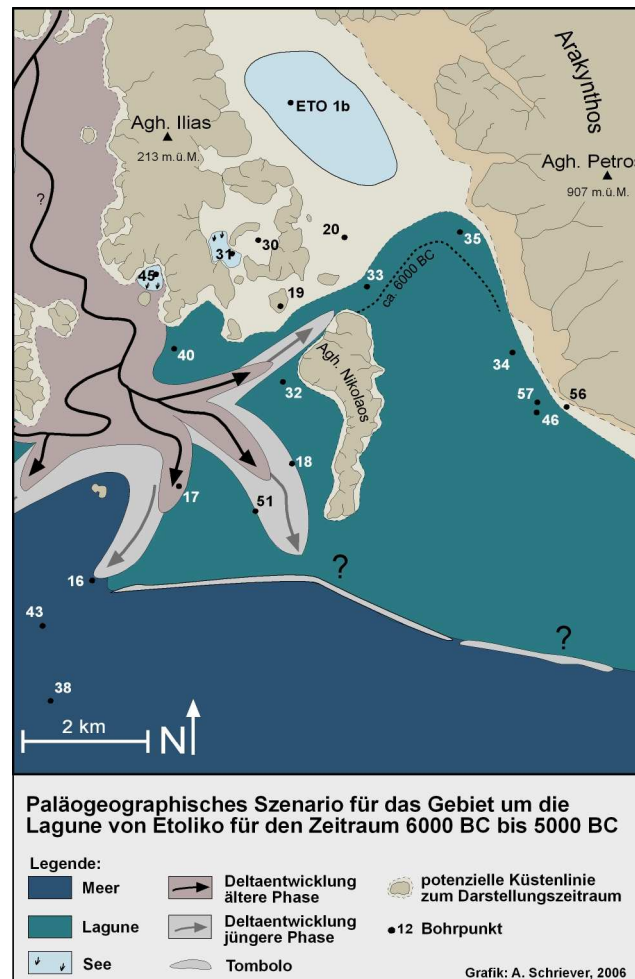 Arakynthos
ETO 1b
Agh. Ilias
213 m.ü.M.
Agh. Petros
907 m.ü.M.
?
20
30
31
35
45
33
19
ca. 6000 BC
40
Agh. Nikolaos
34
32
57
56
46
18
17
51
?
16
?
43
38
2 km
N
Paläogeographisches Szenario für das Gebiet um die
Lagune von Etoliko für den Zeitraum 6000 BC bis 5000 BC
Legende:
Meer
Lagune
See
Deltaentwicklung
ältere Phase
Deltaentwicklung
jüngere Phase
Tombolo
potenzielle Küstenlinie
zum Darstellungszeitraum
12 Bohrpunkt
Grafik: A. Schriever, 2006